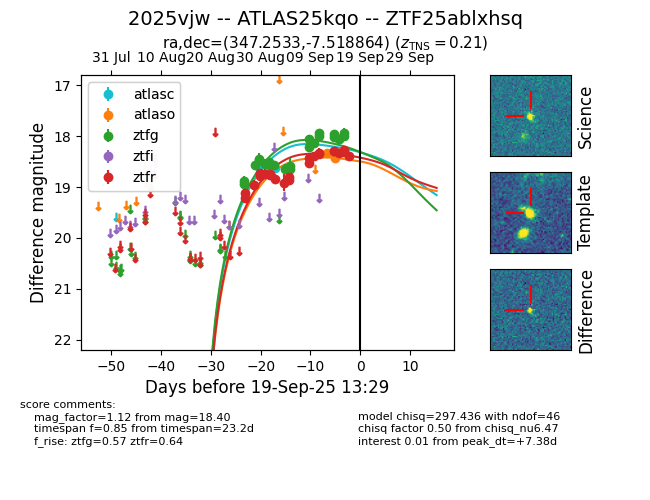 2025vjw -- ATLAS25kqo -- ZTF25ablxhsq
ra,dec=(347.2533,-7.518864) (z_TNS = 0.21)
31 Jul 10 Aug 20 Aug 30 Aug 09 Sep 19 Sep 29 Sep
17
18
19
20
21
22
Difference magnitude
atlasc
atlaso
ztfg
ztfi
ztfr
−50 −40 −30 −20 −10 0 10
Days before 19-Sep-25 13:29
Science
Template
Difference
score comments:
mag_factor=1.12 from mag=18.40
timespan f=0.85 from timespan=23.2d
f_rise: ztfg=0.57 ztfr=0.64
model chisq=297.436 with ndof=46
chisq factor 0.50 from chisq_nu6.47
interest 0.01 from peak_dt=+7.38d